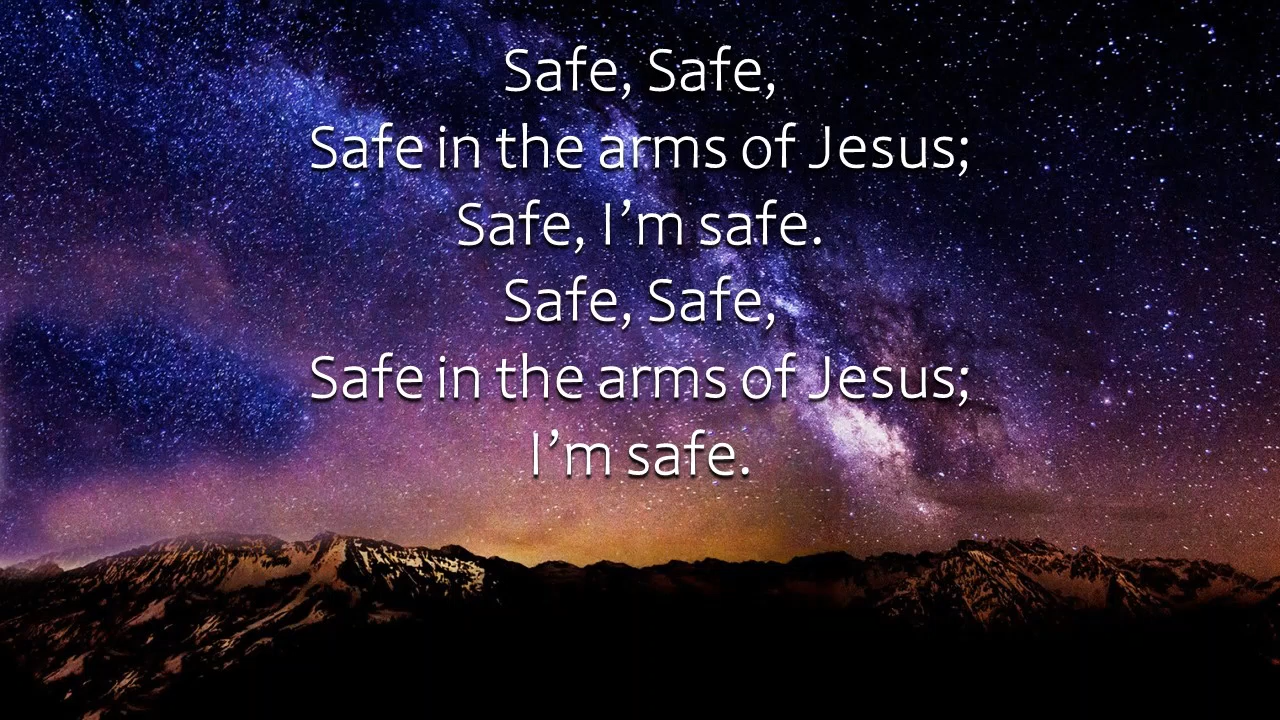 Safe, Safe,
Safe in the arms of Jesus;
Safe, I’m safe.
Safe, Safe,
Safe in the arms of Jesus;
I’m safe.